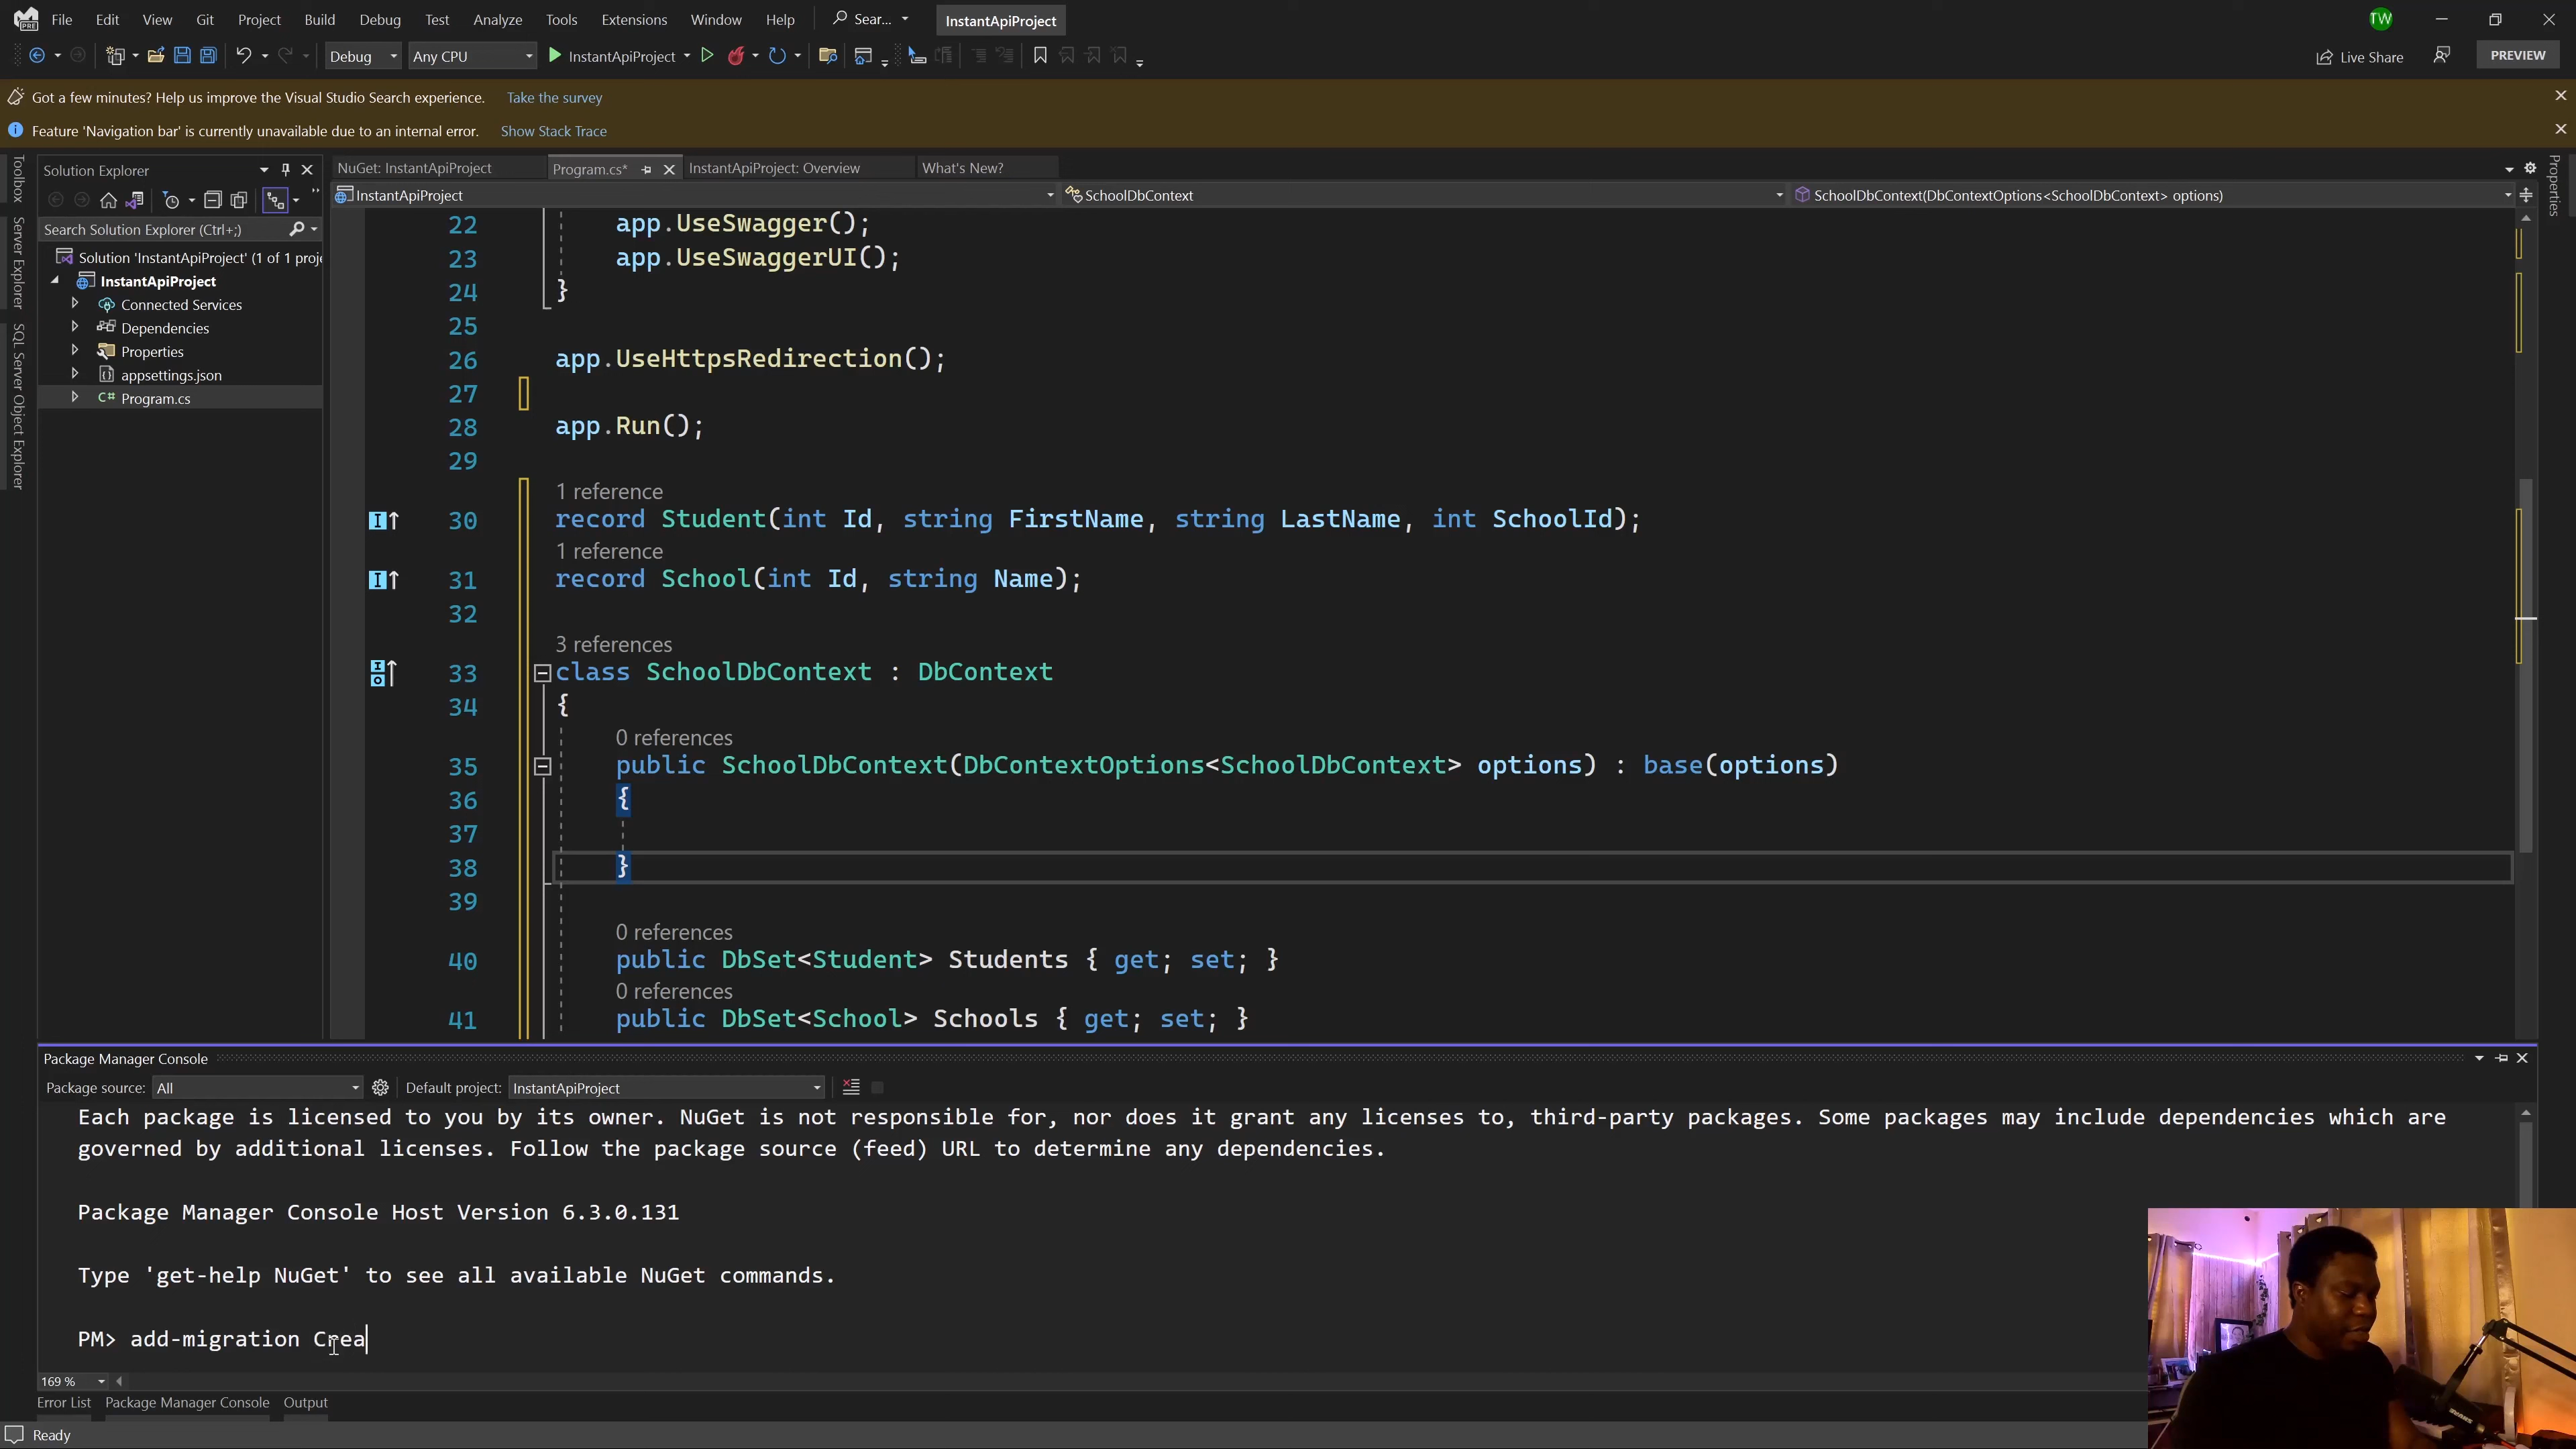 File Edit View Git Project Build Debug Test Analyze Tools Extensions Window Help Sear... InstantApiProject TW
Debug Any CPU InstantApiProject Live Share PREVIEW
Got a few minutes? Help us improve the Visual Studio Search experience. Take the survey
Feature 'Navigation bar' is currently unavailable due to an internal error. Show Stack Trace
Toolbox
Server Explorer
SQL Server Object Explorer
Solution Explorer
Search Solution Explorer (Ctrl+;)
Solution 'InstantApiProject' (1 of 1 proje
InstantApiProject
Connected Services
Dependencies
Properties
appsettings.json
C# Program.cs
NuGet: InstantApiProject Program.cs* InstantApiProject: Overview What's New?
InstantApiProject SchoolDbContext SchoolDbContext(DbContextOptions<SchoolDbContext> options)
Properties
22 app.UseSwagger();
23 app.UseSwaggerUI();
24 }
25
26 app.UseHttpsRedirection();
27
28 app.Run();
29
1 reference
30 record Student(int Id, string FirstName, string LastName, int SchoolId);
1 reference
31 record School(int Id, string Name);
32
3 references
33 class SchoolDbContext : DbContext
34 {
0 references
35 public SchoolDbContext(DbContextOptions<SchoolDbContext> options) : base(options)
36 {
37
38 }
39
0 references
40 public DbSet<Student> Students { get; set; }
0 references
41 public DbSet<School> Schools { get; set; }
Package Manager Console
Package source: All Default project: InstantApiProject
Each package is licensed to you by its owner. NuGet is not responsible for, nor does it grant any licenses to, third-party packages. Some packages may include dependencies which are
governed by additional licenses. Follow the package source (feed) URL to determine any dependencies.
Package Manager Console Host Version 6.3.0.131
Type 'get-help NuGet' to see all available NuGet commands.
PM> add-migration Crea
169 %
Error List Package Manager Console Output
Ready